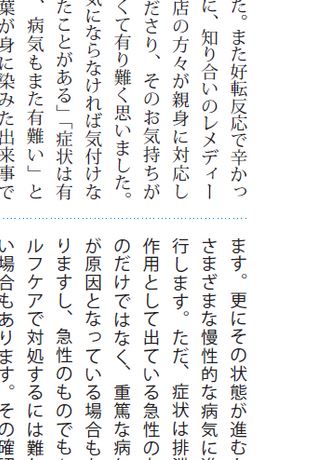 た。また好転反応で辛かっ
に、知り合いのレメディー
店の方々が親身に対応し
ださり、そのお気持ちが
くて有り難く思いました。
気にならなければ気付けな
たことがある」「症状は有
、病気もまた有難い」と
葉が身に染みた出来事で
ます。更にその状態が進む
さまざまな慢性的な病気に
行します。ただ、症状は排
作用として出ている急性の
のだけではなく、重篤な病
が原因となっている場合も
りますし、急性のものでも
ルフケアで対処するには難
い場合もあります。その確